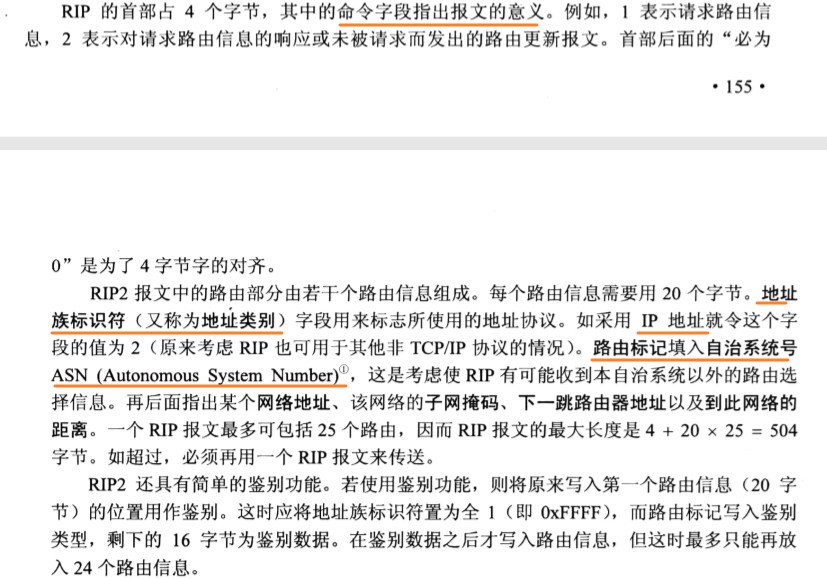 RIP 的首部占 4 个字节，其中的命令字段指出报文的意义。例如，1 表示请求路由信
息，2 表示对请求路由信息的响应或未被请求而发出的路由更新报文。首部后面的“必为
·155·
0”是为了 4 字节字的对齐。
RIP2 报文中的路由部分由若干个路由信息组成。每个路由信息需要用 20 个字节。地址
族标识符（又称为地址类别）字段用来标志所使用的地址协议。如采用 IP 地址就令这个字
段的值为 2（原来考虑 RIP 也可用于其他非 TCP/IP 协议的情况）。路由标记填入自治系统号
ASN (Autonomous System Number)①，这是考虑使 RIP 有可能收到本自治系统以外的路由选
择信息。再后面指出某个网络地址、该网络的子网掩码、下一跳路由器地址以及到此网络的
距离。一个 RIP 报文最多可包括 25 个路由，因而 RIP 报文的最大长度是 4 + 20 × 25 = 504
字节。如超过，必须再用一个 RIP 报文来传送。
RIP2 还具有简单的鉴别功能。若使用鉴别功能，则将原来写入第一个路由信息（20 字
节）的位置用作鉴别。这时应将地址族标识符置为全 1（即 0xFFFF），而路由标记写入鉴别
类型，剩下的 16 字节为鉴别数据。在鉴别数据之后才写入路由信息，但这时最多只能再放
入 24 个路由信息。